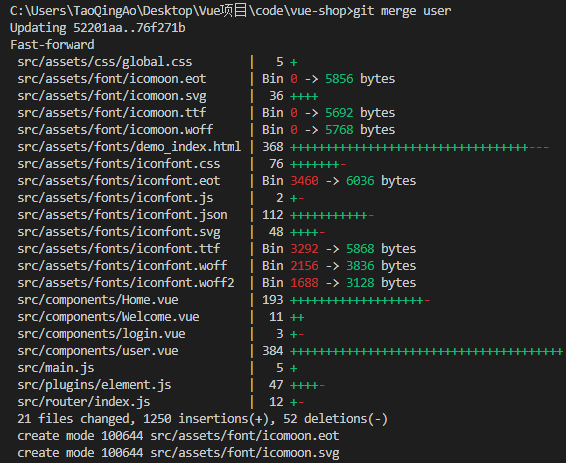 C:\Users\TaoQingAo\Desktop\Vue项目\code\vue-shop>git merge user
Updating 52201aa..76f271b
Fast-forward
 src/assets/css/global.css        |   5 +
 src/assets/font/icomoon.eot      | Bin 0 -> 5856 bytes
 src/assets/font/icomoon.svg      |  36 ++++
 src/assets/font/icomoon.ttf      | Bin 0 -> 5692 bytes
 src/assets/font/icomoon.woff     | Bin 0 -> 5768 bytes
 src/assets/fonts/demo_index.html | 368 ++++++++++++++++++++++++++++++++++---
 src/assets/fonts/iconfont.css    |  76 +++++++-
 src/assets/fonts/iconfont.eot    | Bin 3460 -> 6036 bytes
 src/assets/fonts/iconfont.js     |   2 +-
 src/assets/fonts/iconfont.json   | 112 +++++++++++-
 src/assets/fonts/iconfont.svg    |  48 ++++-
 src/assets/fonts/iconfont.ttf    | Bin 3292 -> 5868 bytes
 src/assets/fonts/iconfont.woff   | Bin 2156 -> 3836 bytes
 src/assets/fonts/iconfont.woff2  | Bin 1688 -> 3128 bytes
 src/components/Home.vue          | 193 +++++++++++++++++++-
 src/components/Welcome.vue       |  11 ++
 src/components/login.vue         |   3 +-
 src/components/user.vue          | 384 +++++++++++++++++++++++++++++++++++++++
 src/main.js                      |   5 +
 src/plugins/element.js           |  47 ++++-
 src/router/index.js              |  12 +-
 21 files changed, 1250 insertions(+), 52 deletions(-)
 create mode 100644 src/assets/font/icomoon.eot
 create mode 100644 src/assets/font/icomoon.svg